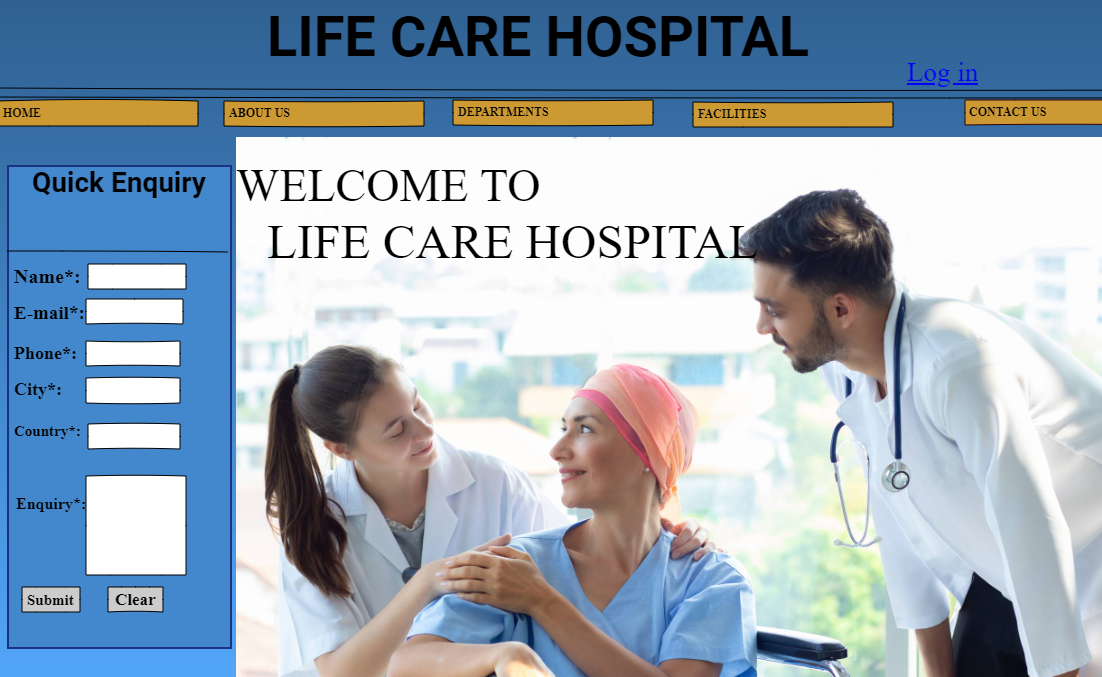 LIFE CARE HOSPITAL
Log in
HOME ABOUT US DEPARTMENTS FACILITIES CONTACT US
Quick Enquiry
WELCOME TO
LIFE CARE HOSPITAL
Name*:
E-mail*:
Phone*:
City*:
Country*:
Enquiry*:
Submit Clear